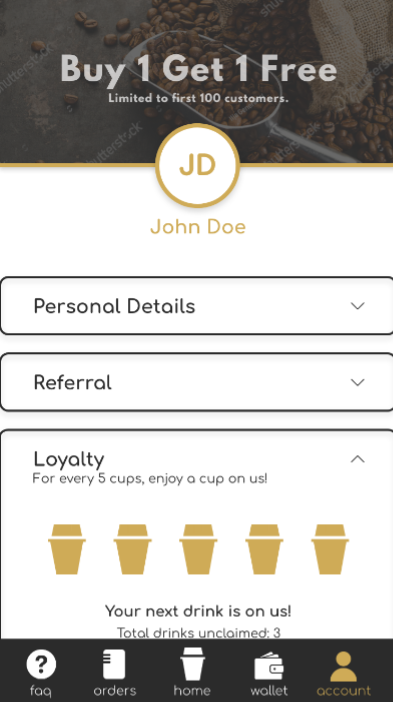 Buy 1 Get 1 Free
Limited to first 100 customers.
JD
John Doe
Personal Details
Referral
Loyalty
For every 5 cups, enjoy a cup on us!
Your next drink is on us!
Total drinks unclaimed: 3
?
faq
orders
home
wallet
account